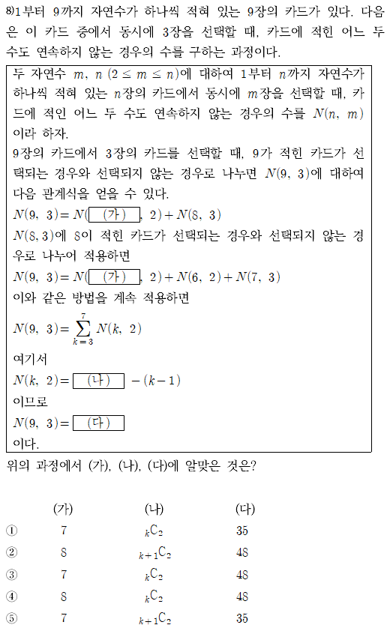 8)1부터 9까지 자연수가 하나씩 적혀 있는 9장의 카드가 있다. 다음
은 이 카드 중에서 동시에 3장을 선택할 때, 카드에 적힌 어느 두
수도 연속하지 않는 경우의 수를 구하는 과정이다.
두 자연수 m, n (2 ≤ m ≤ n)에 대하여 1부터 n까지 자연수가
하나씩 적혀 있는 n장의 카드에서 동시에 m장을 선택할 때, 카
드에 적인 어느 두 수도 연속하지 않는 경우의 수를 N(n, m)
이라 하자.
9장의 카드에서 3장의 카드를 선택할 때, 9가 적힌 카드가 선
택되는 경우와 선택되지 않는 경우로 나누면 N(9, 3)에 대하여
다음 관계식을 얻을 수 있다.
N(9, 3)= N( (가) , 2)+N(8, 3)
N(8,3)에 8이 적힌 카드가 선택되는 경우와 선택되지 않는 경
우로 나누어 적용하면
N(9, 3)= N( (가) , 2)+N(6, 2)+N(7, 3)
이와 같은 방법을 계속 적용하면
N(9, 3)= ∑_{k=3}^{7} N(k, 2)
여기서
N(k, 2)= (나) −(k−1)
이므로
N(9, 3)= (다)
이다.
위의 과정에서 (가), (나), (다)에 알맞은 것은?
(가) (나) (다)
① 7 ₖC₂ 35
② 8 ₖ₊₁C₂ 48
③ 7 ₖC₂ 48
④ 8 ₖC₂ 48
⑤ 7 ₖ₊₁C₂ 35